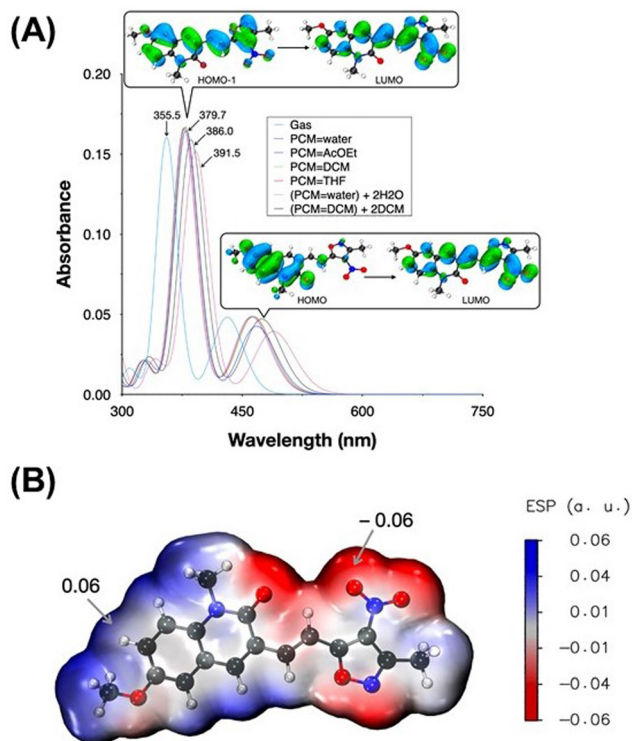 (A)
HOMO-1
LUMO
0.20
0.15
0.10
0.05
0.00
Absorbance
355.5
379.7
386.0
391.5
Gas
PCM=water
PCM=AcOEt
PCM=DCM
PCM=THF
(PCM=water) + 2H2O
(PCM=DCM) + 2DCM
HOMO
LUMO
300
450
600
750
Wavelength (nm)
(B)
0.06
– 0.06
ESP (a. u.)
0.06
0.04
0.01
−0.01
−0.04
−0.06